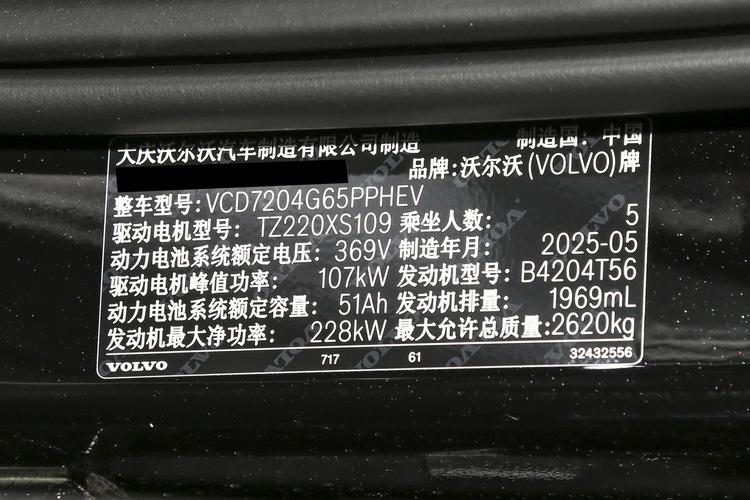 大庆沃尔沃汽车制造有限公司制造 制造国：中国
品牌:沃尔沃(VOLVO)牌
整车型号:VCD7204G65PPHEV
驱动电机型号: TZ220XS109 乘坐人数: 5
动力电池系统额定电压: 369V 制造年月: 2025-05
驱动电机峰值功率: 107kW 发动机型号: B4204T56
动力电池系统额定容量: 51Ah 发动机排量: 1969mL
发动机最大净功率: 228kW 最大允许总质量:2620kg
VOLVO 717 61 32432556